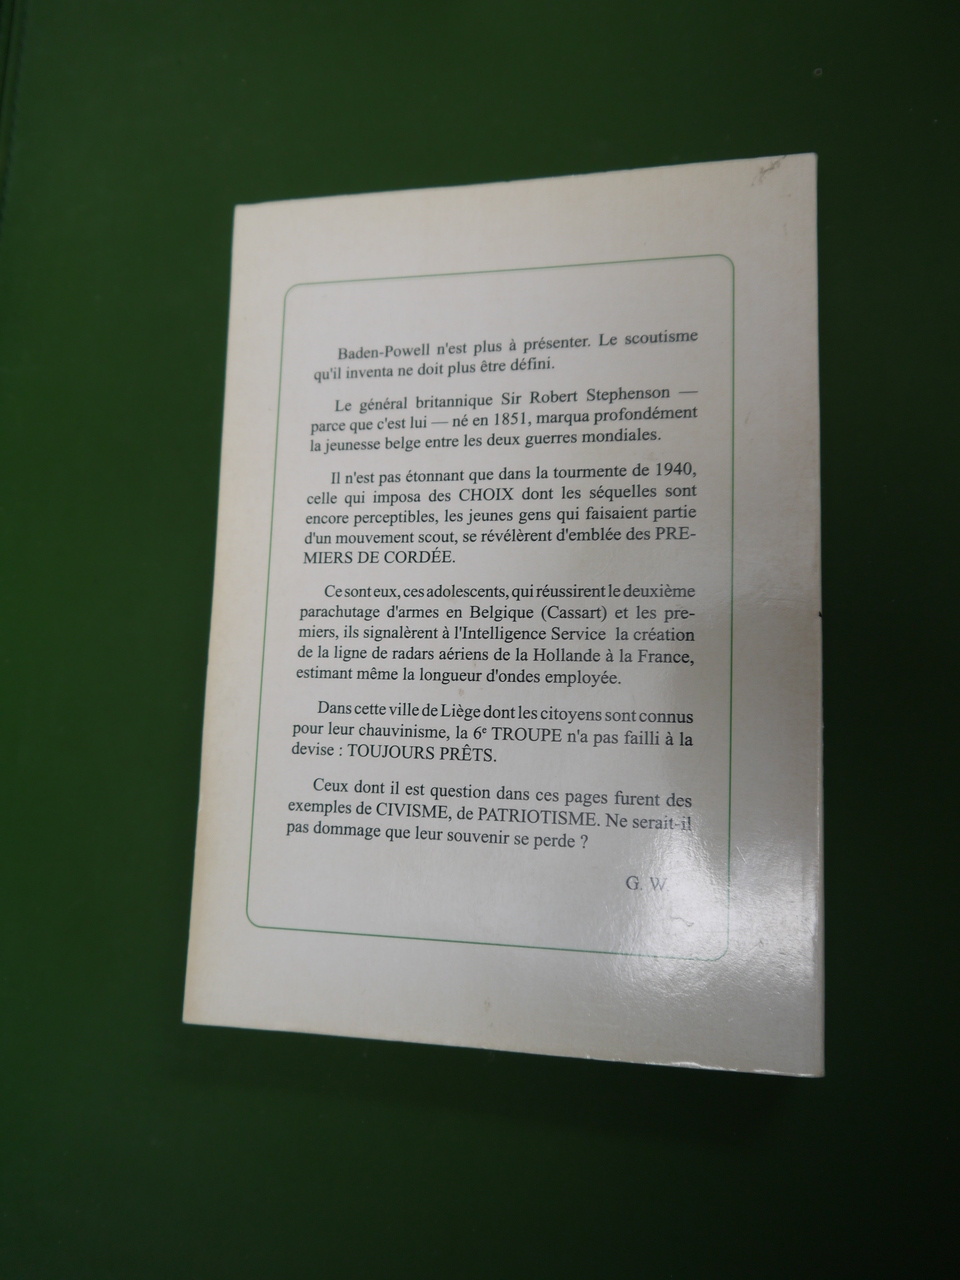 Baden-Powell n'est plus à présenter. Le scoutisme
qu'il inventa ne doit plus être défini.
Le général britannique Sir Robert Stephenson —
parce que c'est lui — né en 1851, marqua profondément
la jeunesse belge entre les deux guerres mondiales.
Il n'est pas étonnant que dans la tourmente de 1940,
celle qui imposa des CHOIX dont les séquelles sont
encore perceptibles, les jeunes gens qui faisaient partie
d'un mouvement scout, se révélèrent d'emblée des PRE-
MIERS DE CORDÉE.
Ce sont eux, ces adolescents, qui réussirent le deuxième
parachutage d'armes en Belgique (Cassart) et les pre-
miers, ils signalèrent à l'Intelligence Service la création
de la ligne de radars aériens de la Hollande à la France,
estimant même la longueur d'ondes employée.
Dans cette ville de Liège dont les citoyens sont connus
pour leur chauvinisme, la 6e TROUPE n'a pas failli à la
devise : TOUJOURS PRÊTS.
Ceux dont il est question dans ces pages furent des
exemples de CIVISME, de PATRIOTISME. Ne serait-il
pas dommage que leur souvenir se perde ?
G. W.